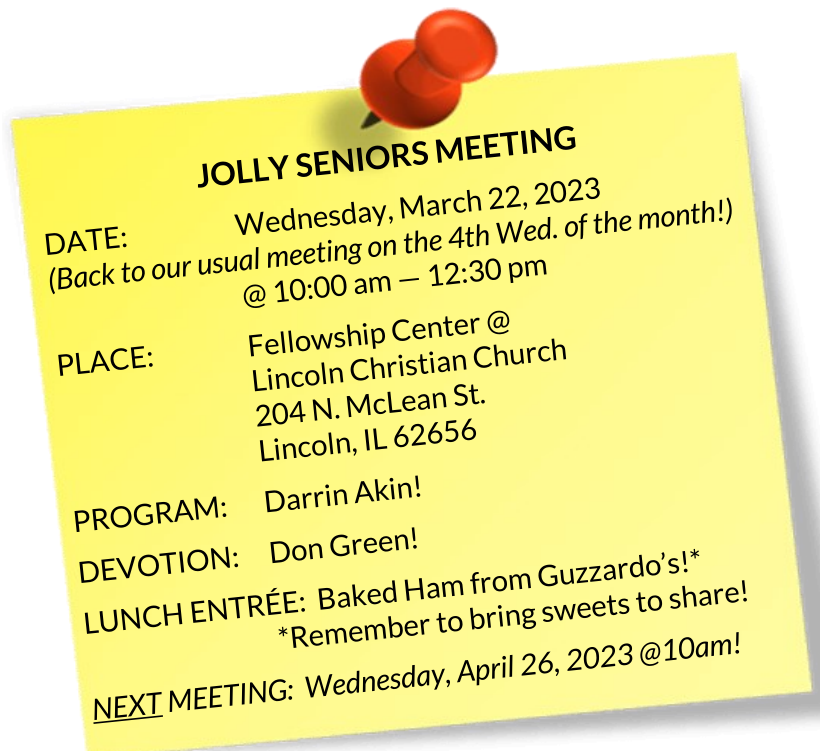 JOLLY SENIORS MEETING
DATE: Wednesday, March 22, 2023
(Back to our usual meeting on the 4th Wed. of the month!)
@ 10:00 am — 12:30 pm
PLACE: Fellowship Center @
Lincoln Christian Church
204 N. McLean St.
Lincoln, IL 62656
PROGRAM: Darrin Akin!
DEVOTION: Don Green!
LUNCH ENTRÉE: Baked Ham from Guzzardo’s!*
*Remember to bring sweets to share!
NEXT MEETING: Wednesday, April 26, 2023 @10am!